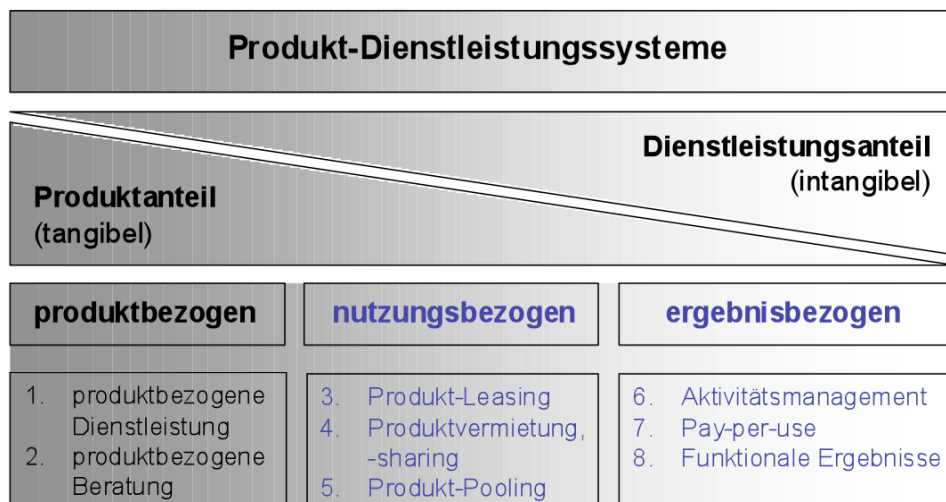 Produkt-Dienstleistungssysteme
Dienstleistungsanteil
(intangibel)
Produktanteil
(tangibel)
produktbezogen
nutzungsbezogen
ergebnisbezogen
1. produktbezogene
Dienstleistung
2. produktbezogene
Beratung
3. Produkt-Leasing
4. Produktvermietung,
-sharing
5. Produkt-Pooling
6. Aktivitätsmanagement
7. Pay-per-use
8. Funktionale Ergebnisse